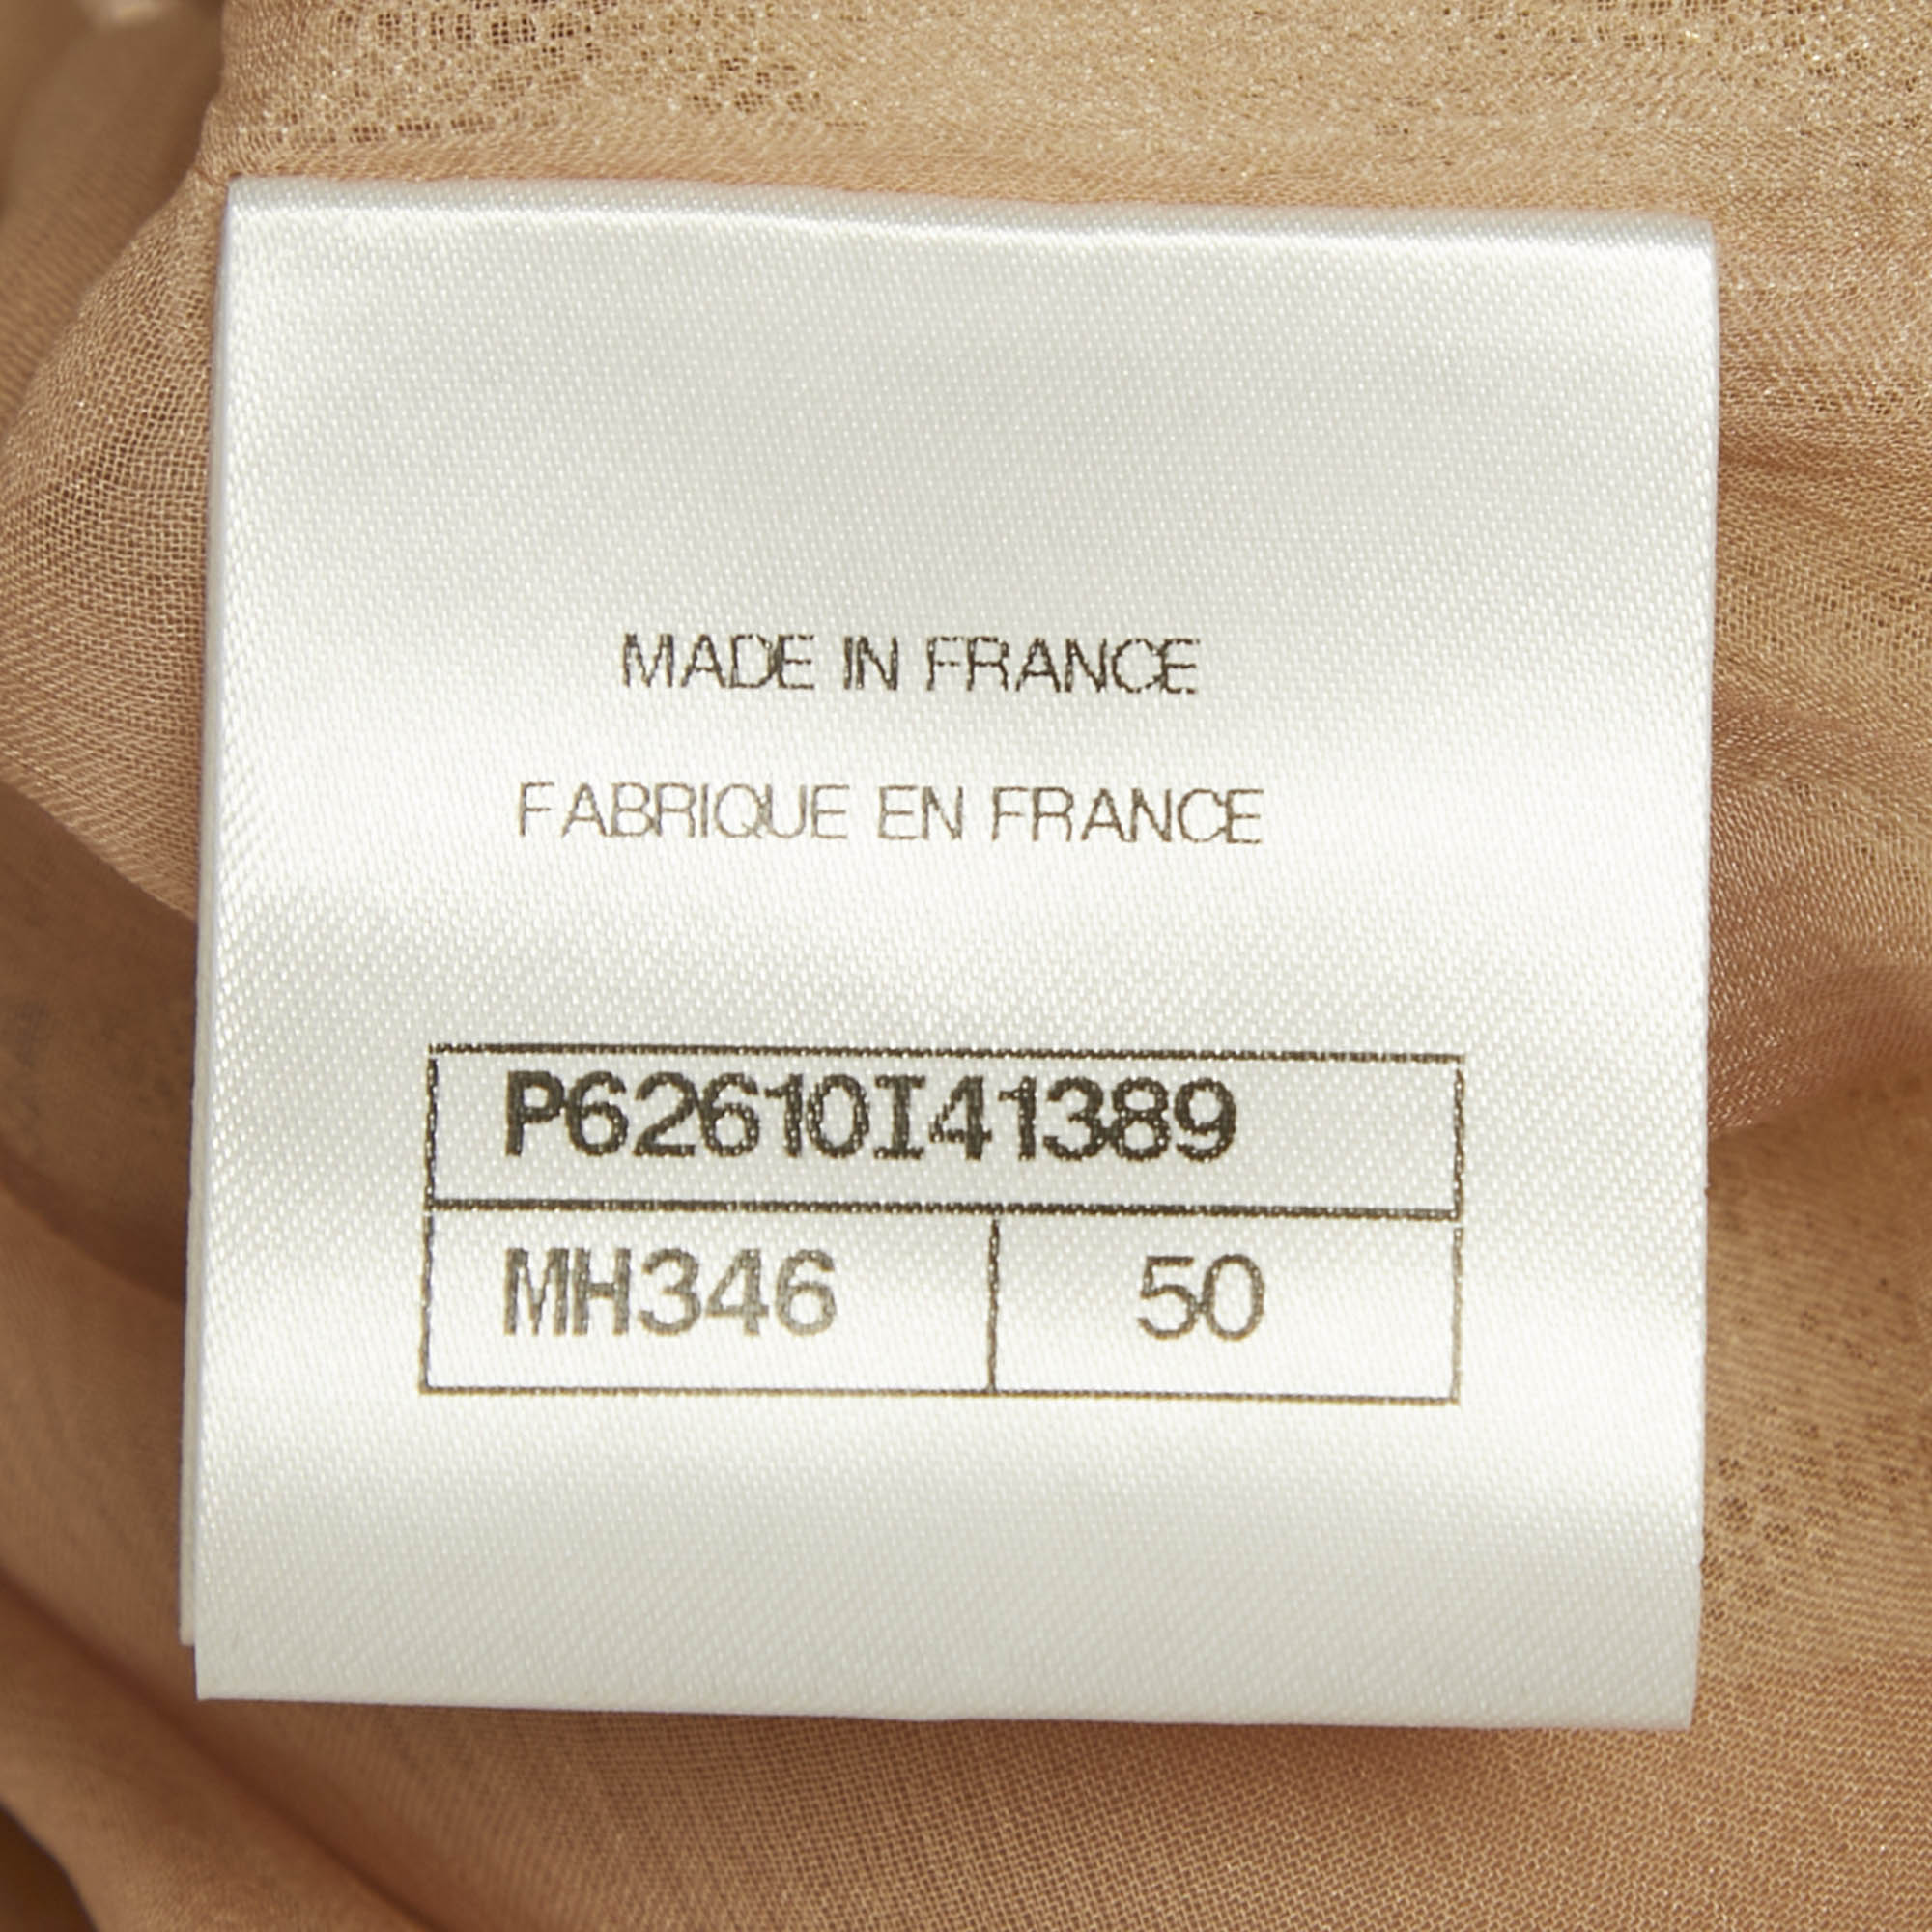 MADE IN FRANCE
FABRIQUE EN FRANCE
P62610I41389
MH346 50